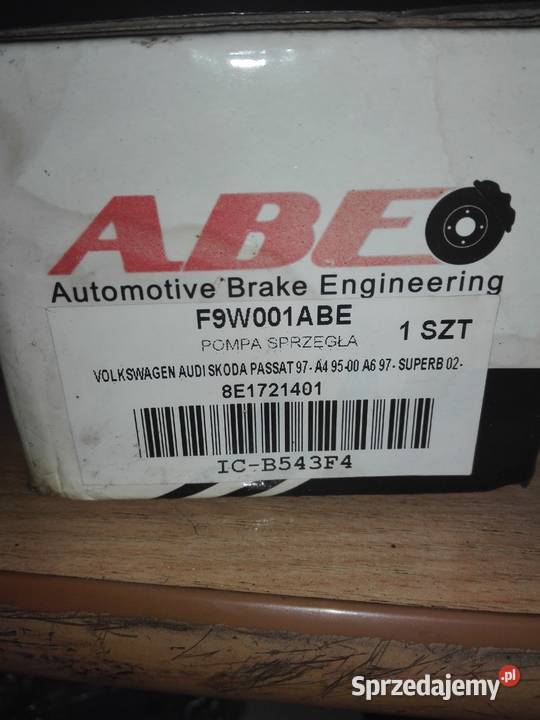 ABE
Automotive Brake Engineering
F9W001ABE
1 SZT
POMPA SPRZĘGŁA
VOLKSWAGEN AUDI SKODA PASSAT 97- A4 95-00 A6 97- SUPERB 02-
8E1721401
IC-B543F4
Sprzedajemy.pl